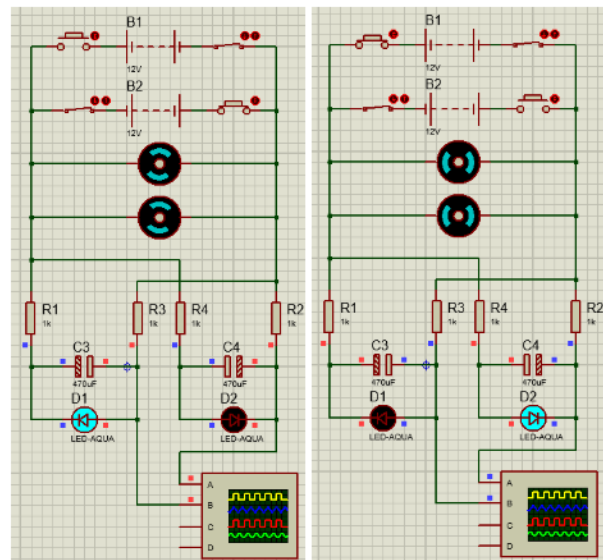 B1
12V
B2
12V
R1
1k
R3
1k
R4
1k
R2
1k
C3
470uF
C4
470uF
D1
LED-AQUA
D2
LED-AQUA
A
B
C
D
B1
12V
B2
12V
R1
1k
R3
1k
R4
1k
R2
1k
C3
470uF
C4
470uF
D1
LED-AQUA
D2
LED-AQUA
A
B
C
D